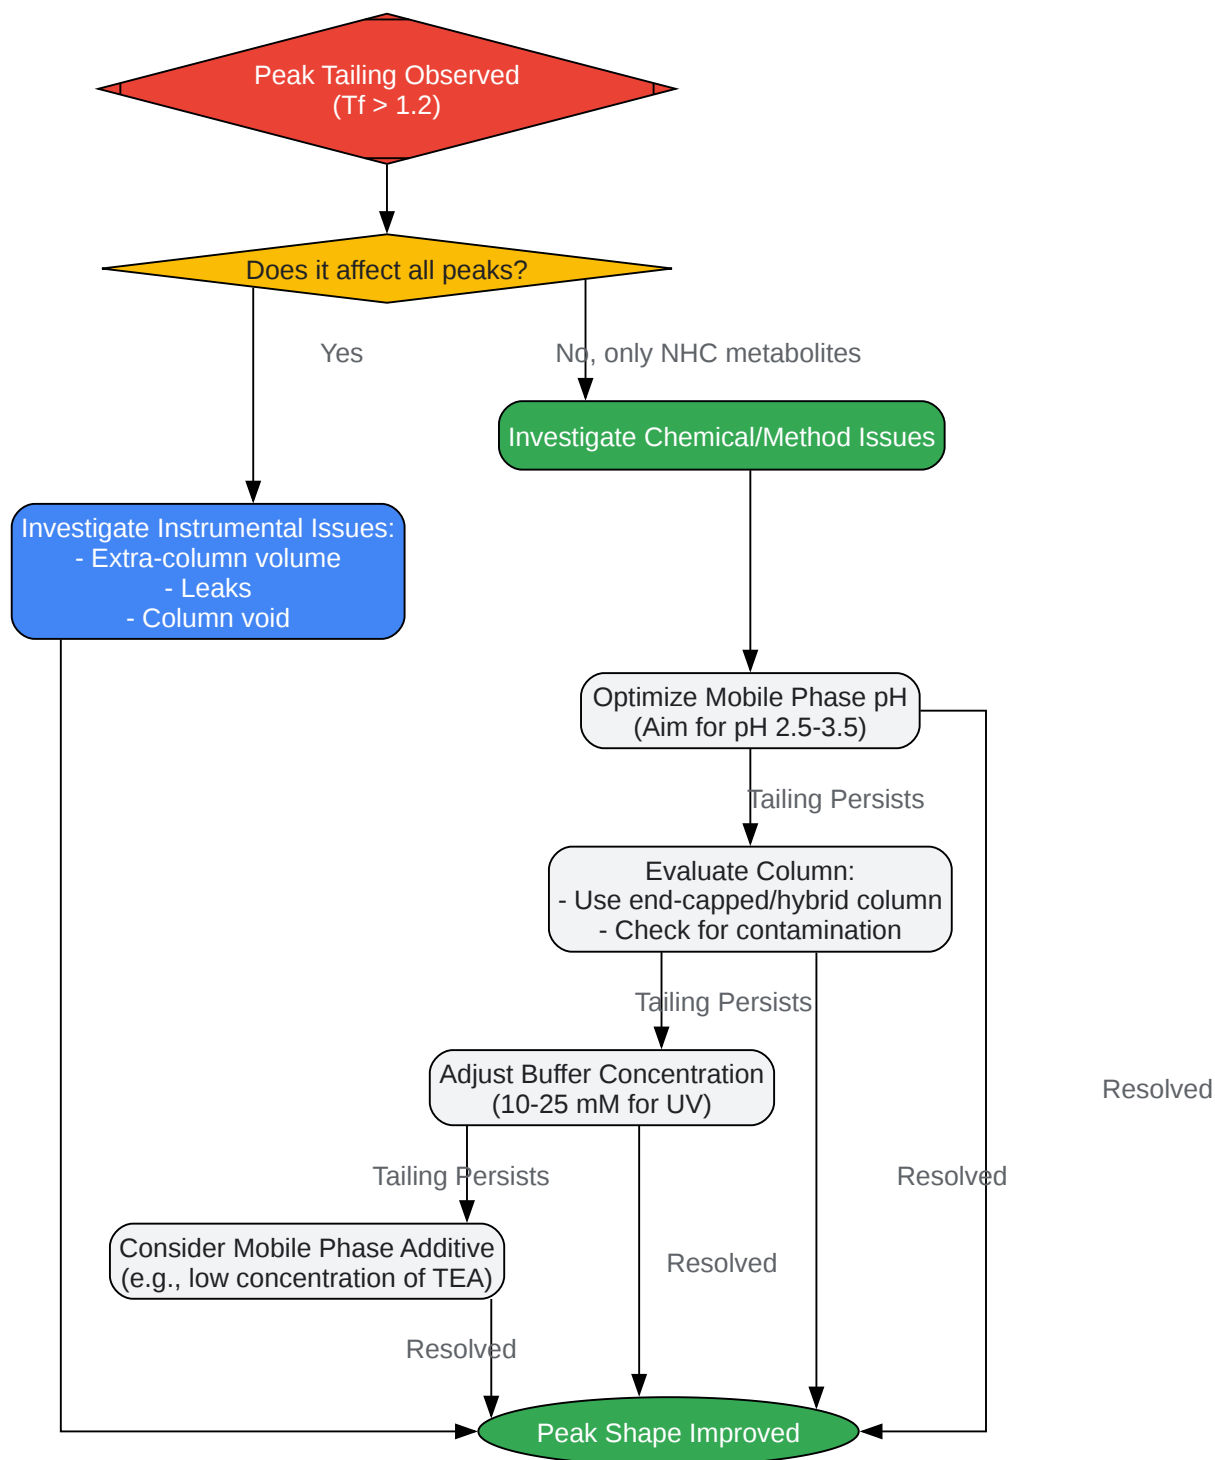 Peak Tailing Observed
(Tf > 1.2)
Does it affect all peaks?
Yes
No, only NHC metabolites
Investigate Chemical/Method Issues
Investigate Instrumental Issues:
- Extra-column volume
- Leaks
- Column void
Optimize Mobile Phase pH
(Aim for pH 2.5-3.5)
Tailing Persists
Evaluate Column:
- Use end-capped/hybrid column
- Check for contamination
Tailing Persists
Adjust Buffer Concentration
(10-25 mM for UV)
Resolved
Tailing Persists
Resolved
Consider Mobile Phase Additive
(e.g., low concentration of TEA)
Resolved
Resolved
Peak Shape Improved